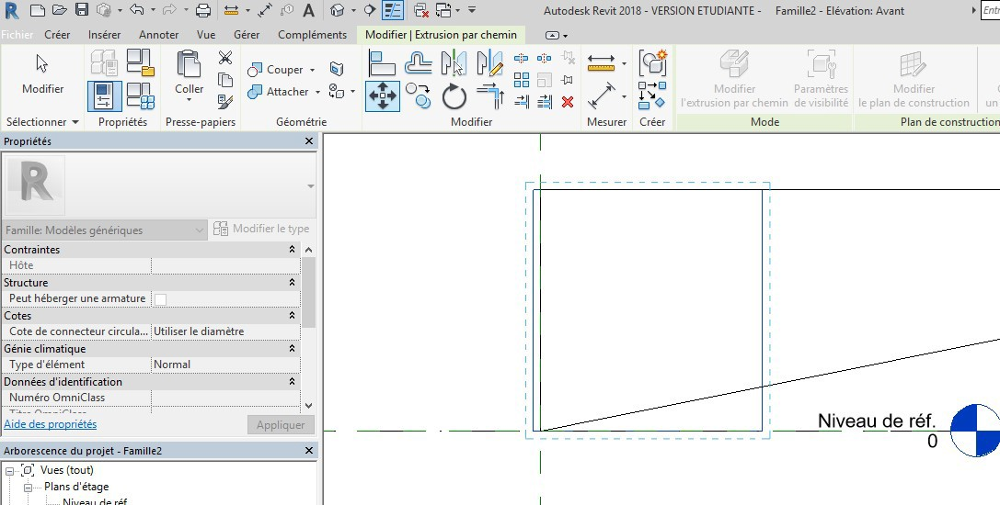 Autodesk Revit 2018 - VERSION ETUDIANTE - Famille2 - Elévation: Avant
Fichier Créer Insérer Annoter Vue Gérer Compléments Modifier | Extrusion par chemin
Modifier
Coller
Couper
Attacher
Modifier l'extrusion par chemin
Paramètres de visibilité
Modifier le plan de construction
un
Sélectionner Propriétés Presse-papiers Géométrie Modifier Mesurer Créer Mode Plan de construction
Propriétés
Famille: Modèles génériques
Modifier le type
Contraintes
Hôte
Structure
Peut héberger une armature
Cotes
Cote de connecteur circula... Utiliser le diamètre
Génie climatique
Type d'élément Normal
Données d'identification
Numéro OmniClass
Titre OmniClass
Aide des propriétés Appliquer
Arborescence du projet - Famille2
Vues (tout)
Plans d'étage
Niveau de réf.
Niveau de réf.
0